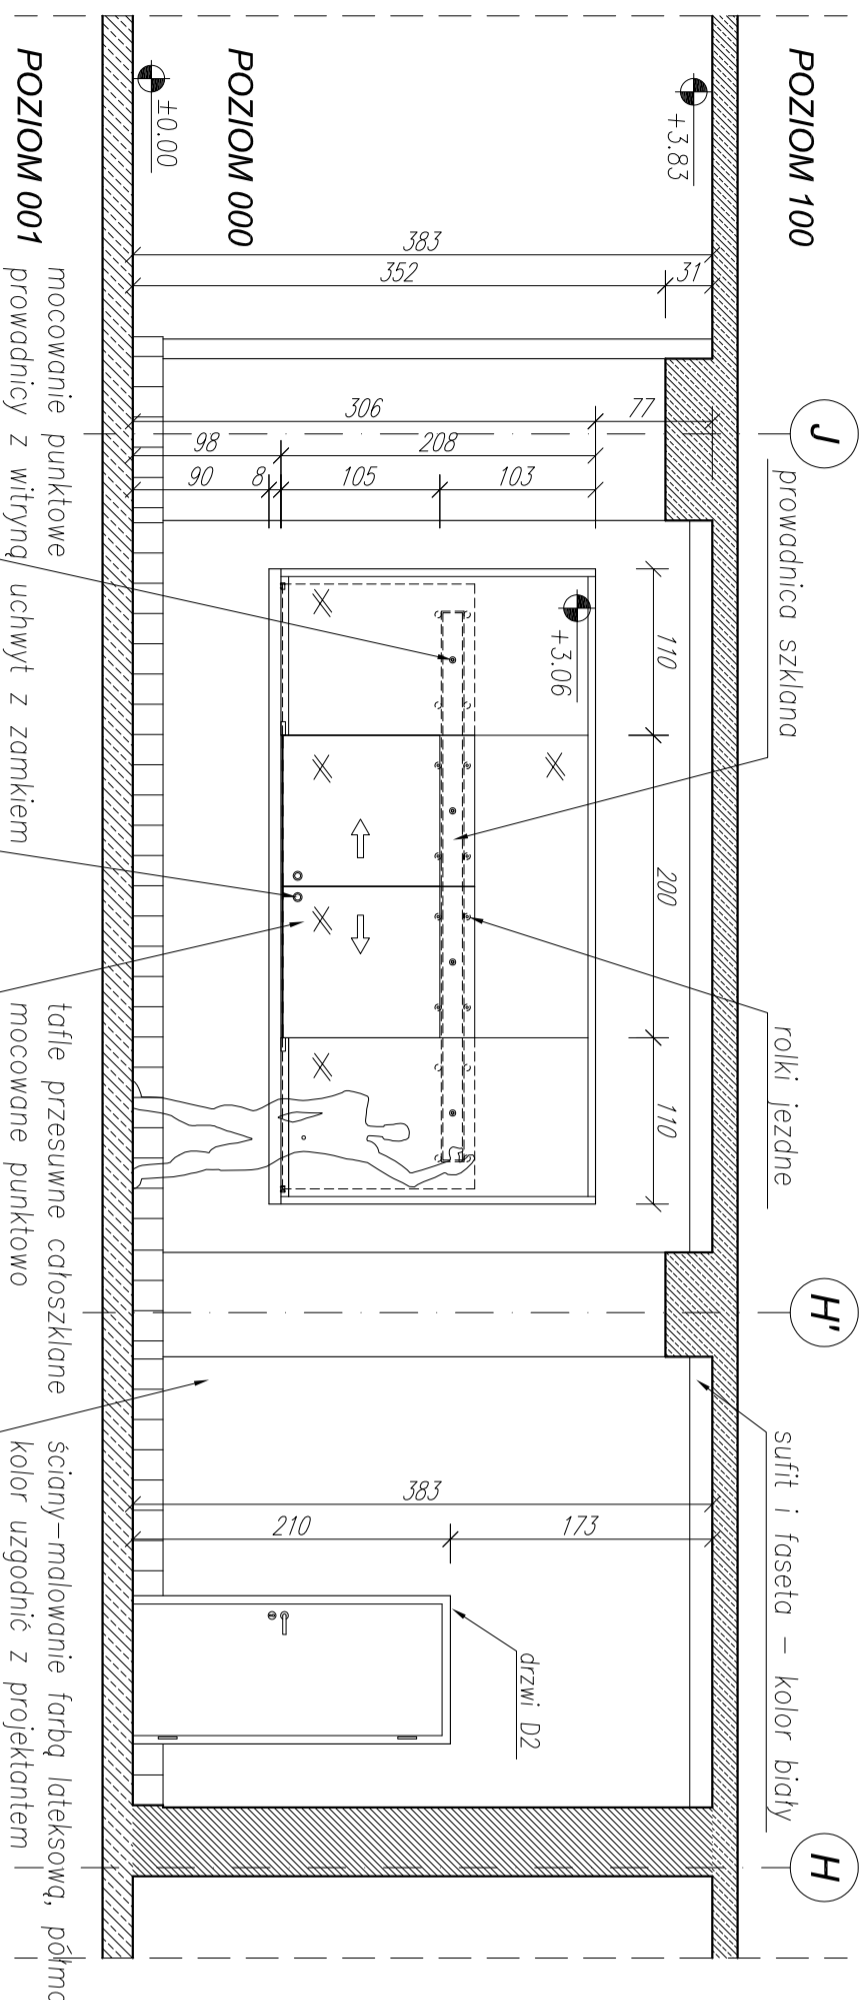 POZIOM 100
J
H'
H
prowadnica szklana
rolki jezdne
sufit i faseta – kolor biały
+3.83
383
31
352
77
306
208
98
103
105
8
90
110
200
110
+3.06
383
173
210
drzwi D2
POZIOM 000
±0.00
POZIOM 001
mocowanie punktowe
prowadnicy z witryną
uchwyt z zamkiem
tafle przesuwne całoszklane
mocowane punktowo
ściany–malowanie farbą lateksową,
kolor uzgodnić z projektantem